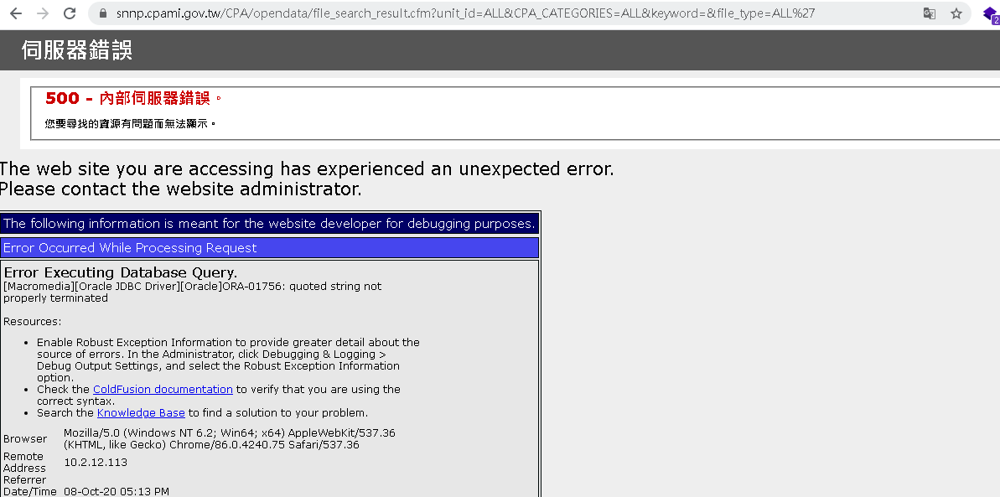 snnp.cpami.gov.tw/CPA/opendata/file_search_result.cfm?unit_id=ALL&CPA_CATEGORIES=ALL&keyword=&file_type=ALL%27
2
伺服器錯誤
500 - 內部伺服器錯誤。
您要尋找的資源有問題而無法顯示。
The web site you are accessing has experienced an unexpected error.
Please contact the website administrator.
The following information is meant for the website developer for debugging purposes.
Error Occurred While Processing Request
Error Executing Database Query.
[Macromedia][Oracle JDBC Driver][Oracle]ORA-01756: quoted string not
properly terminated
Resources:
• Enable Robust Exception Information to provide greater detail about the
source of errors. In the Administrator, click Debugging & Logging >
Debug Output Settings, and select the Robust Exception Information
option.
• Check the ColdFusion documentation to verify that you are using the
correct syntax.
• Search the Knowledge Base to find a solution to your problem.
Browser Mozilla/5.0 (Windows NT 6.2; Win64; x64) AppleWebKit/537.36
(KHTML, like Gecko) Chrome/86.0.4240.75 Safari/537.36
Remote
Address 10.2.12.113
Referrer
Date/Time 08-Oct-20 05:13 PM